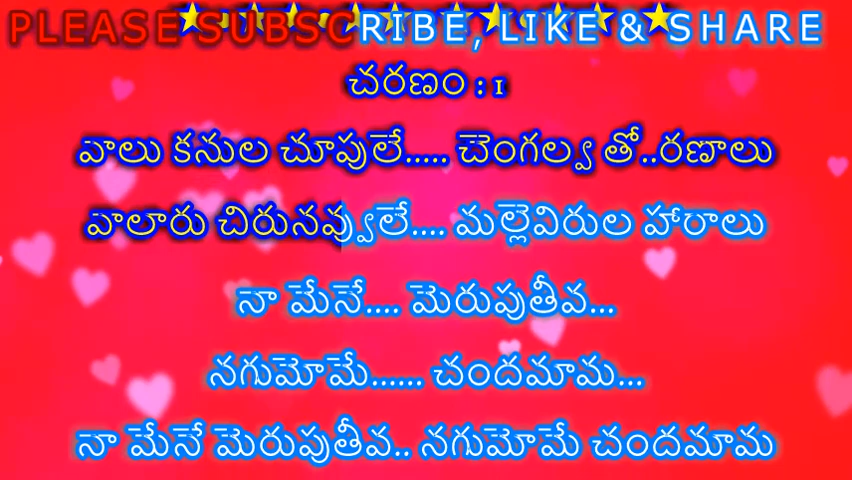 PLEASE SUBSCRIBE, LIKE & SHARE
చరణం : 1
వాలు కనుల చూపులే..... చెంగల్వ తో..రణాలు
వాలారు చిరునవ్వులే.... మల్లెవిరుల హారాలు
నా మేనే.... మెరుపుతీవ...
నగుమోమే...... చందమామ...
నా మేనే మెరుపుతీవ.. నగుమోమే చందమామ